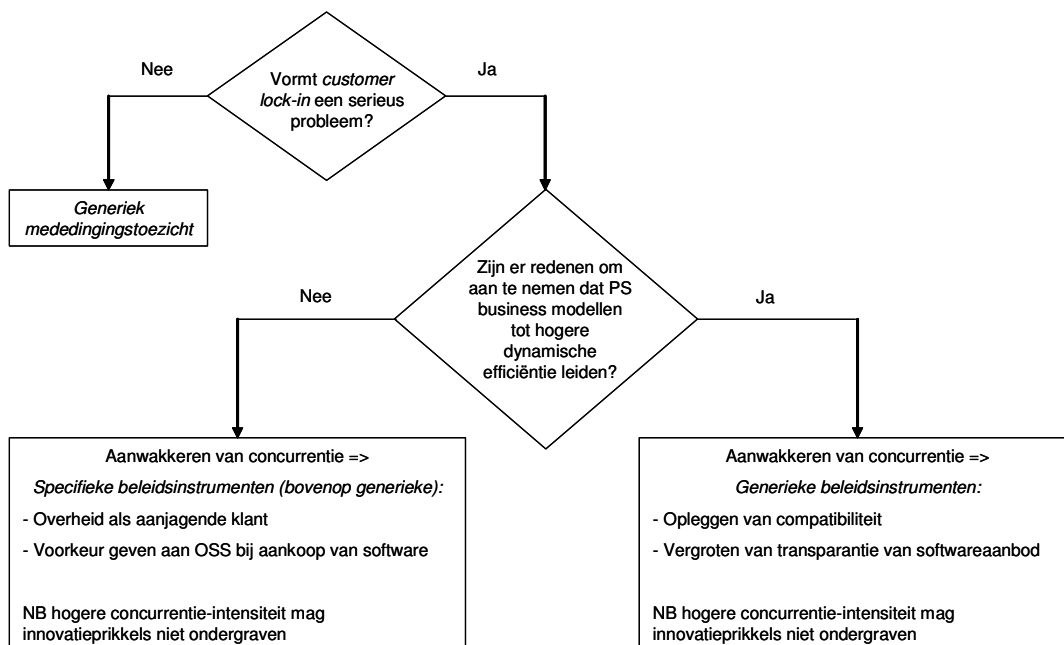 Nee
Ja
Vormt customer
lock-in een serieus
probleem?
Generiek
mededingingstoezicht
Nee
Ja
Zijn er redenen om
aan te nemen dat PS
business modellen
tot hogere
dynamische
efficiëntie leiden?
Aanwakkeren van concurrentie =>
Specifieke beleidsinstrumenten (bovenop generieke):
- Overheid als aanjagende klant
- Voorkeur geven aan OSS bij aankoop van software
NB hogere concurrentie-intensiteit mag
innovatieprikkels niet ondergraven
Aanwakkeren van concurrentie =>
Generieke beleidsinstrumenten:
- Opleggen van compatibiliteit
- Vergroten van transparantie van softwareaanbod
NB hogere concurrentie-intensiteit mag
innovatieprikkels niet ondergraven